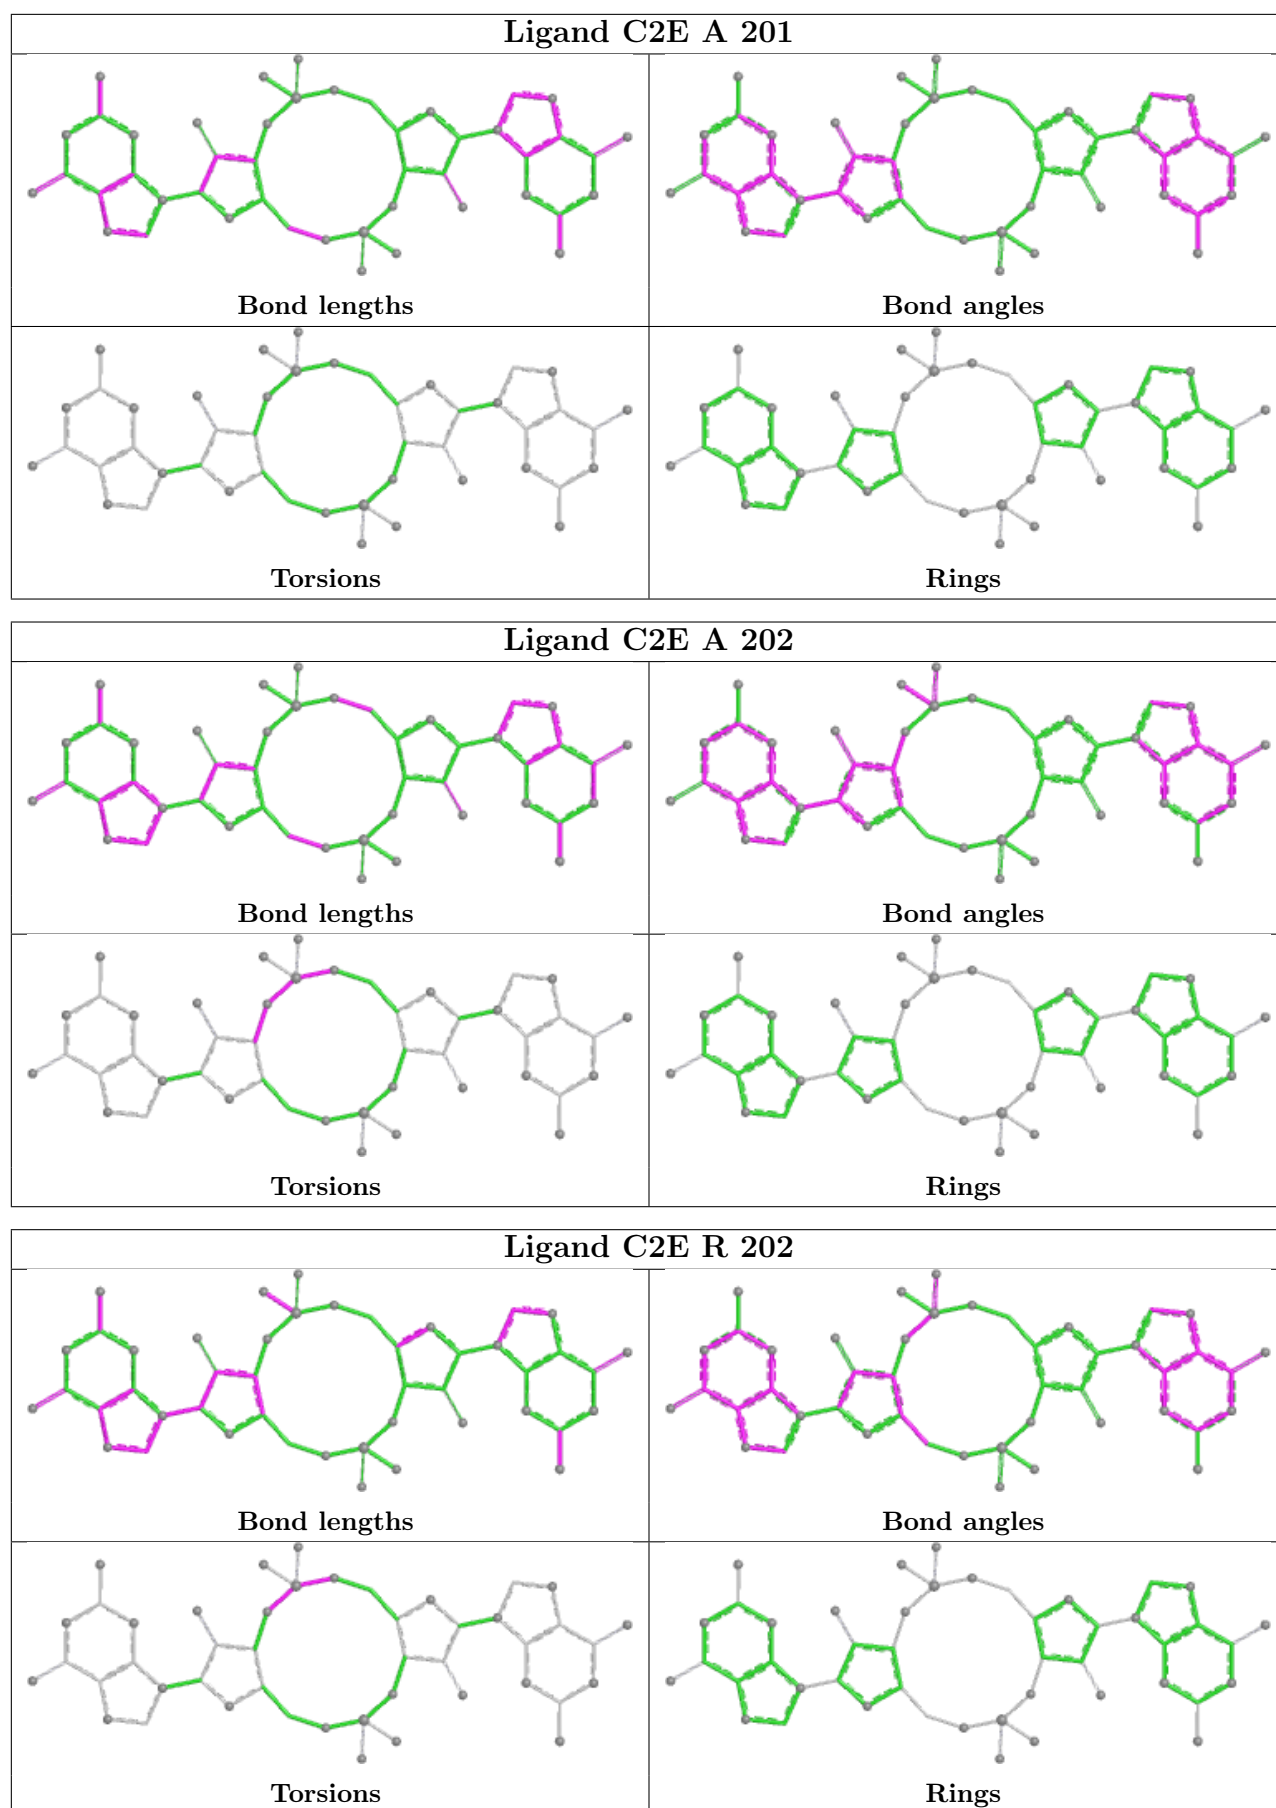 Ligand C2E A 201
Bond lengths
Bond angles
Torsions
Rings
Ligand C2E A 202
Bond lengths
Bond angles
Torsions
Rings
Ligand C2E R 202
Bond lengths
Bond angles
Torsions
Rings